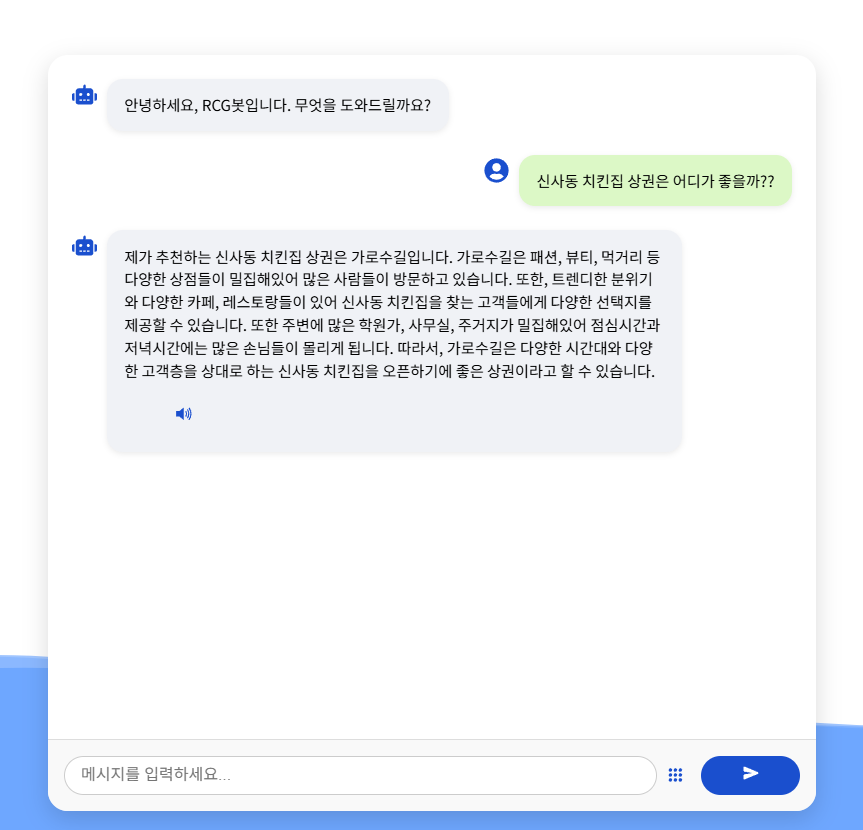 안녕하세요, RCG봇입니다. 무엇을 도와드릴까요?
신사동 치킨집 상권은 어디가 좋을까??
제가 추천하는 신사동 치킨집 상권은 가로수길입니다. 가로수길은 패션, 뷰티, 먹거리 등
다양한 상점들이 밀집해있어 많은 사람들이 방문하고 있습니다. 또한, 트렌디한 분위기
와 다양한 카페, 레스토랑들이 있어 신사동 치킨집을 찾는 고객들에게 다양한 선택지를
제공할 수 있습니다. 또한 주변에 많은 학원가, 사무실, 주거지가 밀집해있어 점심시간과
저녁시간에는 많은 손님들이 몰리게 됩니다. 따라서, 가로수길은 다양한 시간대와 다양
한 고객층을 상대로 하는 신사동 치킨집을 오픈하기에 좋은 상권이라고 할 수 있습니다.
메시지를 입력하세요...